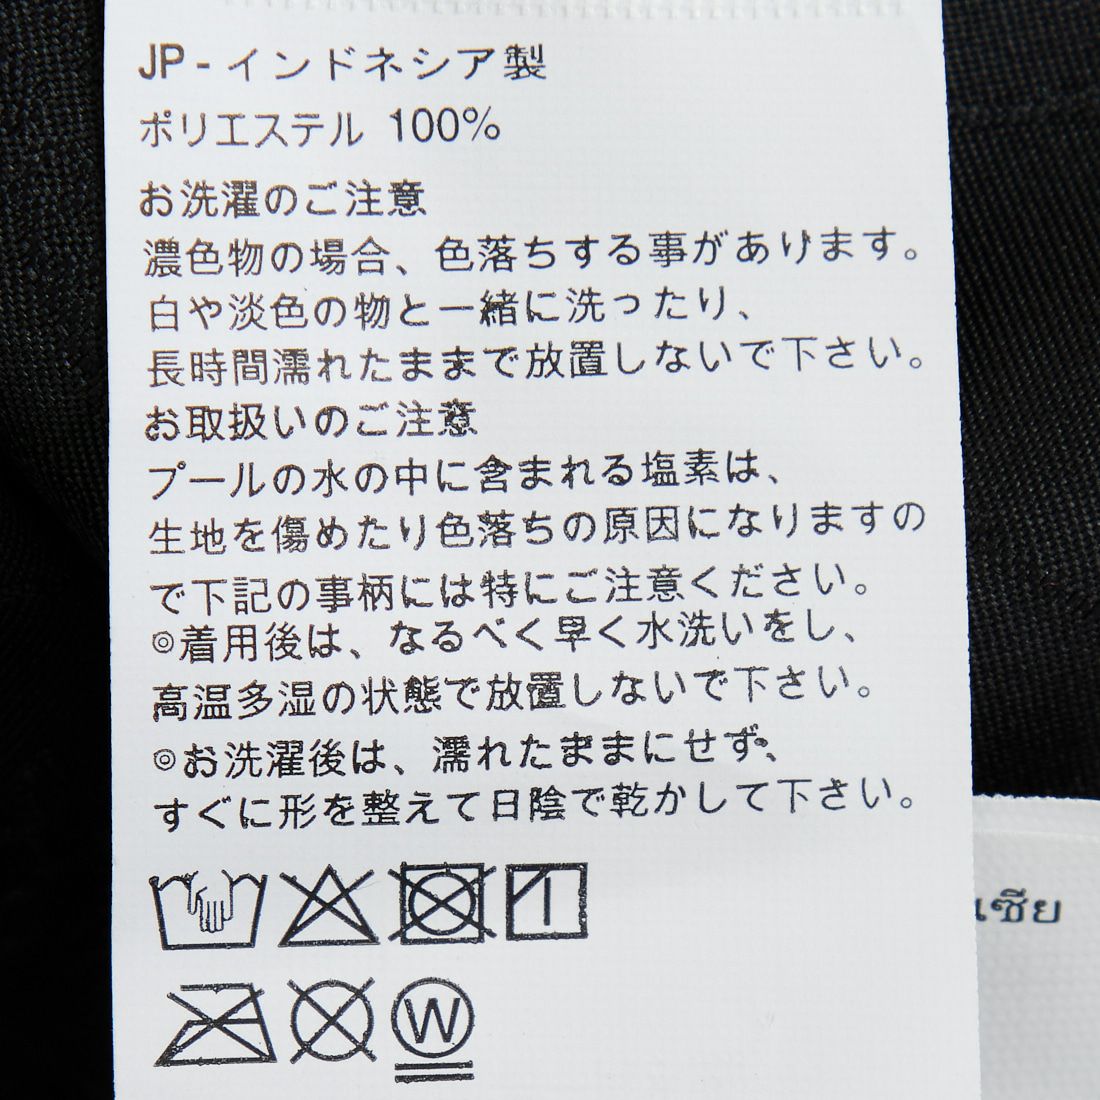 JP - インドネシア製
ポリエステル 100%
お洗濯のご注意
濃色物の場合、色落ちする事があります。
白や淡色の物と一緒に洗ったり、
長時間濡れたままで放置しないで下さい。
お取扱いのご注意
プールの水の中に含まれる塩素は、
生地を傷めたり色落ちの原因になりますの
で下記の事柄には特にご注意ください。
◎着用後は、なるべく早く水洗いをし、
高温多湿の状態で放置しないで下さい。
◎お洗濯後は、濡れたままにせず、
すぐに形を整えて日陰で乾かして下さい。
W